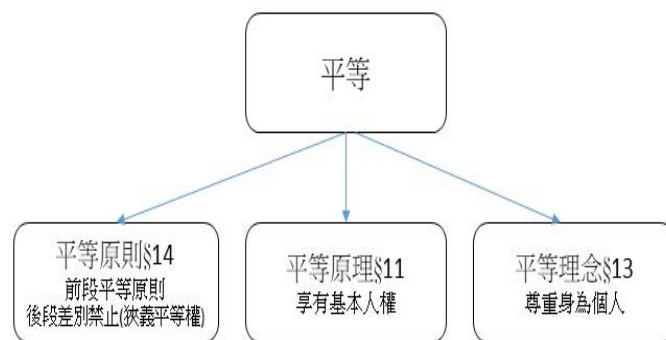 平等
平等原則§14
前段平等原則
後段差別禁止(狹義平等權)
平等原理§11
享有基本人權
平等理念§13
尊重身為個人